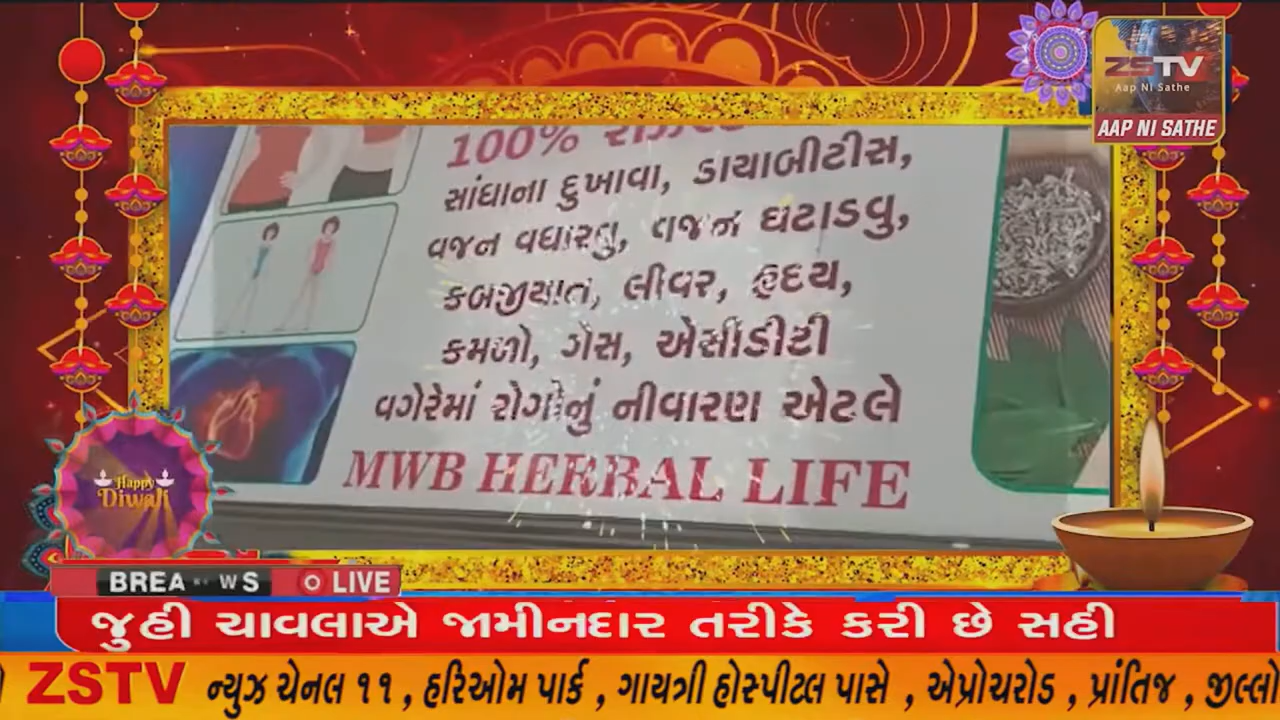 ZSTV
Aap Ni Sathe
AAP NI SATHE
100%
સાંધાના દુખાવા, ડાયાબીટીસ,
વજન વધારવુ, વજન ઘટાડવુ,
કબજીયાત, લીવર, હૃદય,
કમળો, ગેસ, એસીડીટી
વગેરેમાં રોગોનું નીવારણ એટલે
MWB HERBAL LIFE
Happy
Diwali
LIVE
જુહી ચાવલાએ જામીનદાર તરીકે કરી છે સહી
ZSTV ન્યુઝ ચેનલ ૧૧ , હરિઓમ પાર્ક , ગાયત્રી હોસ્પીટલ પાસે , એપ્રોચરોડ , પ્રાંતિજ , જીલ્લો